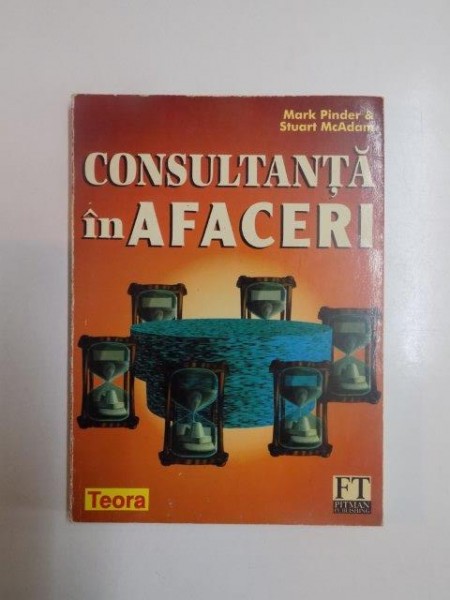 Mark Pinder &
Stuart McAdam
CONSULTANȚĂ
în AFACERI
Teora
FT
PITMAN
PUBLISHING